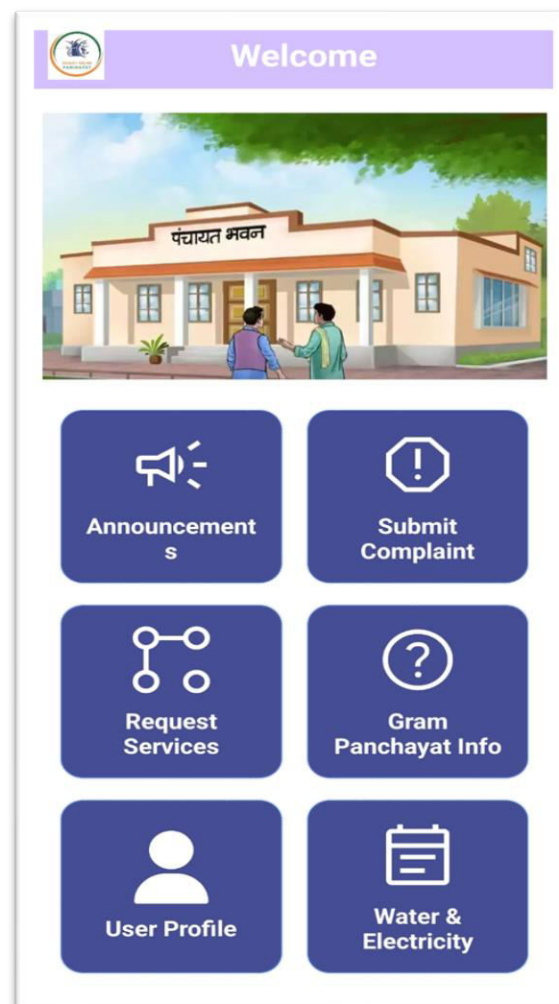 Welcome
पंचायत भवन
Announcement
s
Submit
Complaint
Request
Services
Gram
Panchayat Info
User Profile
Water &
Electricity